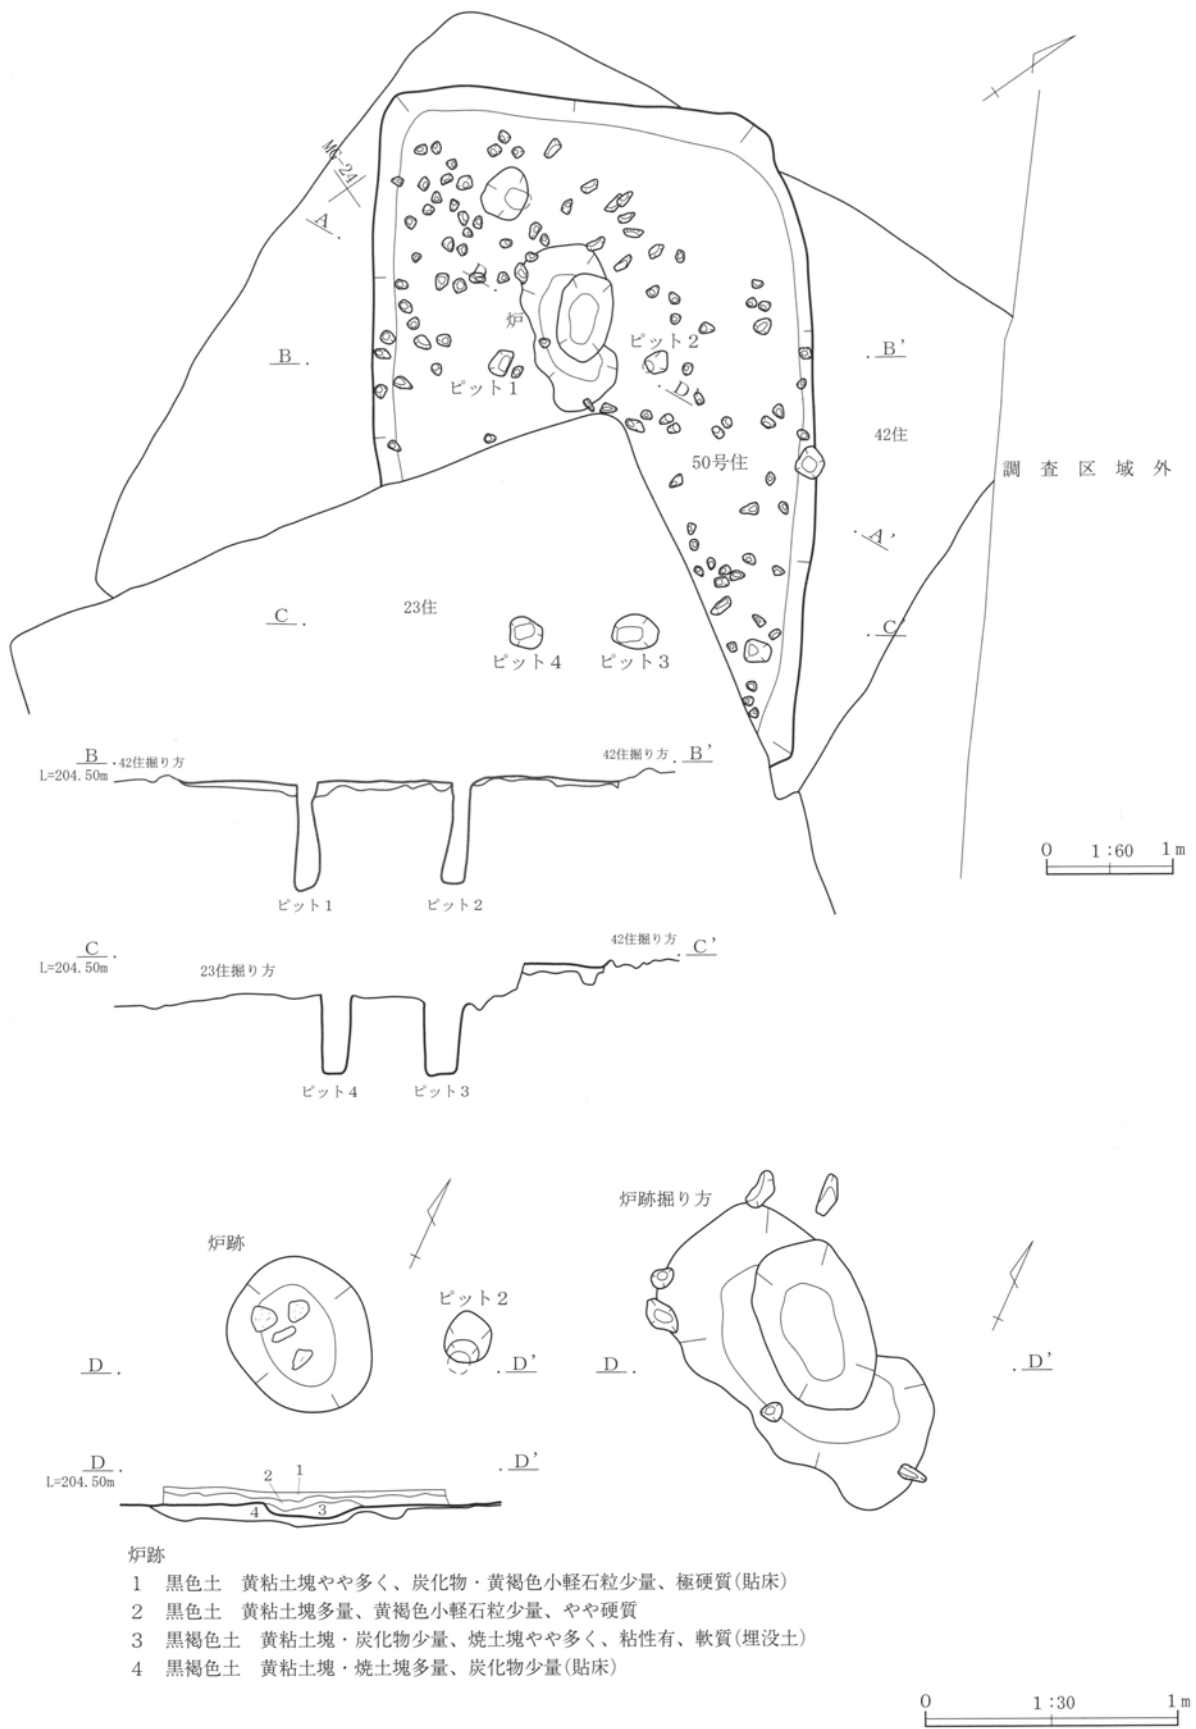 MG-24
A
炉
B
B'
ピット2
ピット1
D'
42住
50号住
調査区域外
A'
C
23住
C'
ピット4
ピット3
B
42住掘り方
42住掘り方
B'
L=204.50m
0 1:60 1m
ピット1
ピット2
C
42住掘り方
C'
L=204.50m
23住掘り方
ピット4
ピット3
炉跡
ピット2
D
D'
炉跡掘り方
D
D'
D
D'
L=204.50m
2
1
4
3
炉跡
1 黒色土 黄粘土塊やや多く、炭化物・黄褐色小軽石粒少量、極硬質(貼床)
2 黒色土 黄粘土塊多量、黄褐色小軽石粒少量、やや硬質
3 黒褐色土 黄粘土塊・炭化物少量、焼土塊やや多く、粘性有、軟質(埋没土)
4 黒褐色土 黄粘土塊・焼土塊多量、炭化物少量(貼床)
0 1:30 1m